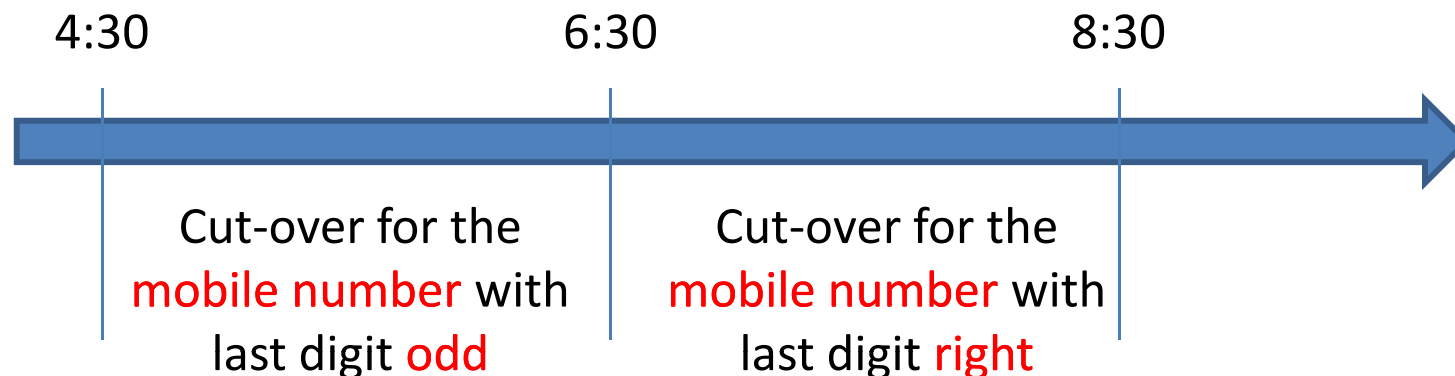 4:30 6:30 8:30
Cut-over for the
mobile number with
last digit odd
Cut-over for the
mobile number with
last digit right